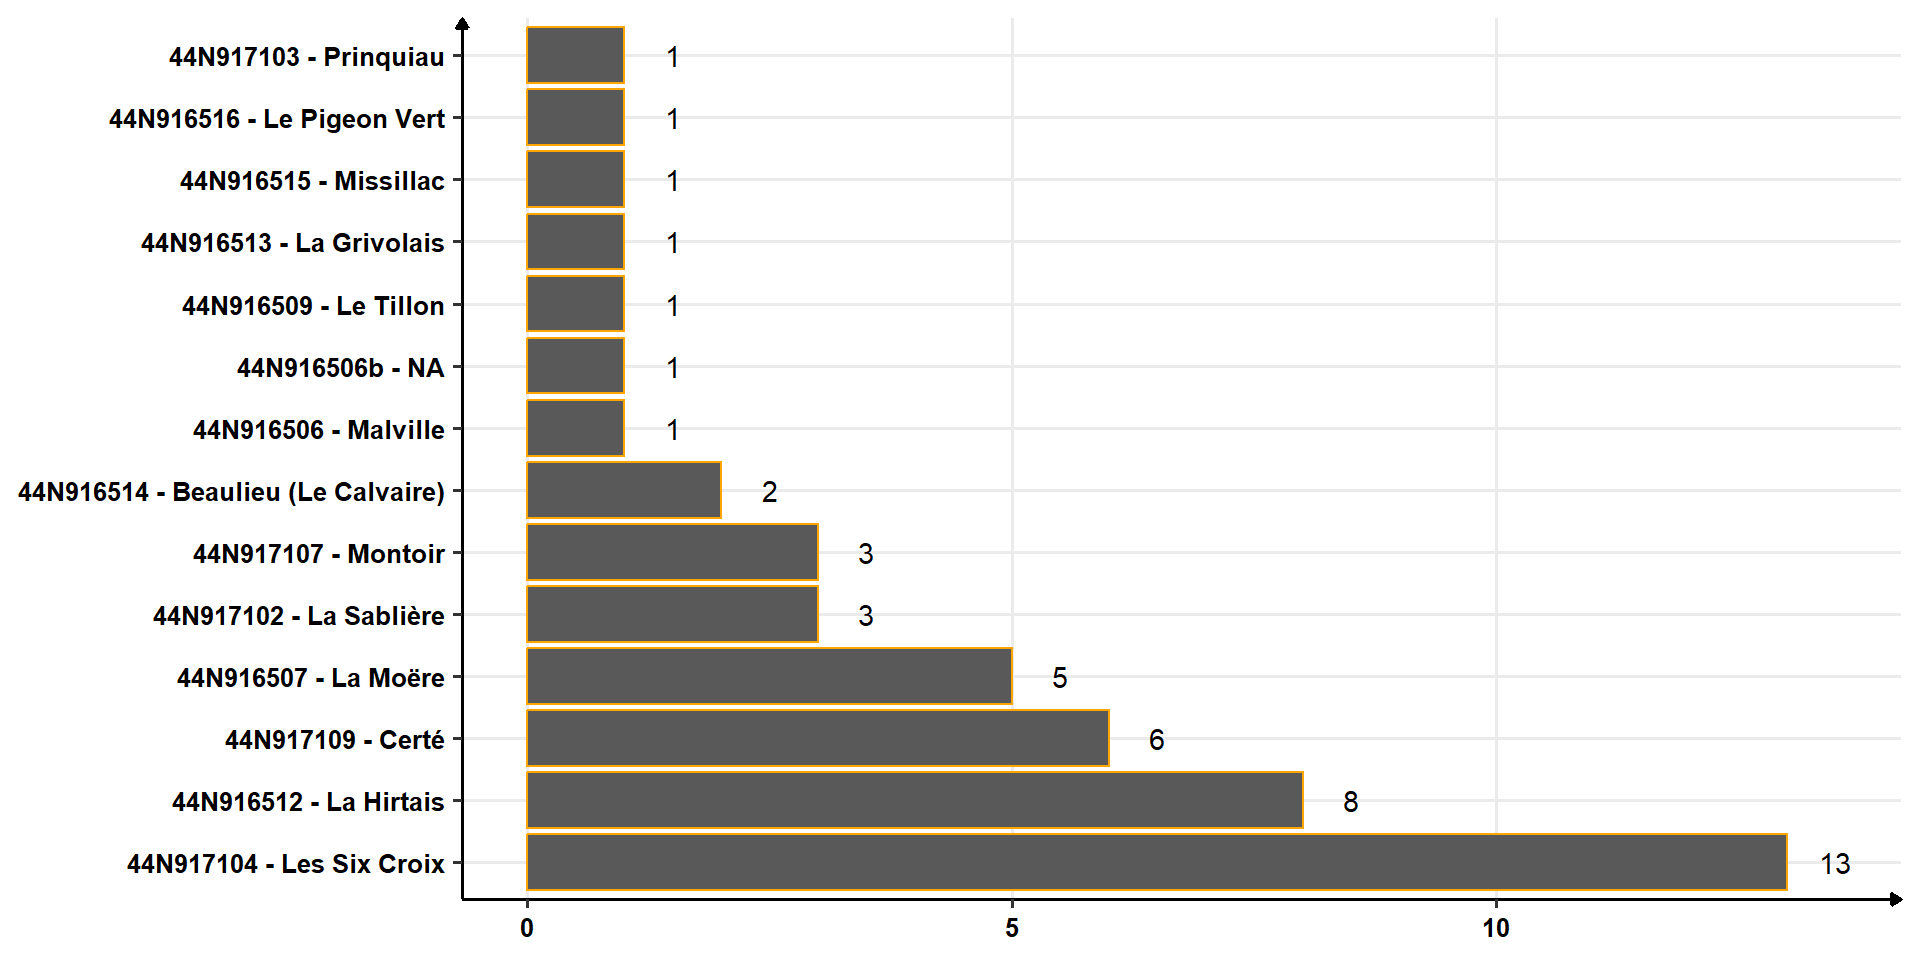 44N917103 - Prinquiau 1
44N916516 - Le Pigeon Vert 1
44N916515 - Missillac 1
44N916513 - La Grivolais 1
44N916509 - Le Tillon 1
44N916506b - NA 1
44N916506 - Malville 1
44N916514 - Beaulieu (Le Calvaire) 2
44N917107 - Montoir 3
44N917102 - La Sablière 3
44N916507 - La Moëre 5
44N917109 - Certé 6
44N916512 - La Hirtais 8
44N917104 - Les Six Croix 13
0 5 10